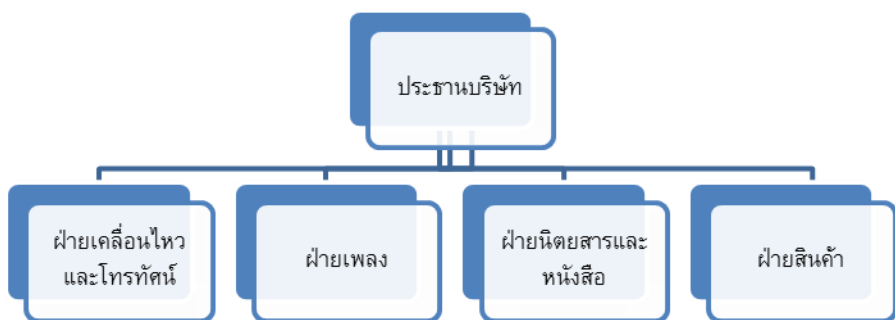 ประธานบริษัท
ฝ่ายเคลื่อนไหว
และโทรทัศน์
ฝ่ายเพลง
ฝ่ายนิตยสารและ
หนังสือ
ฝ่ายสินค้า